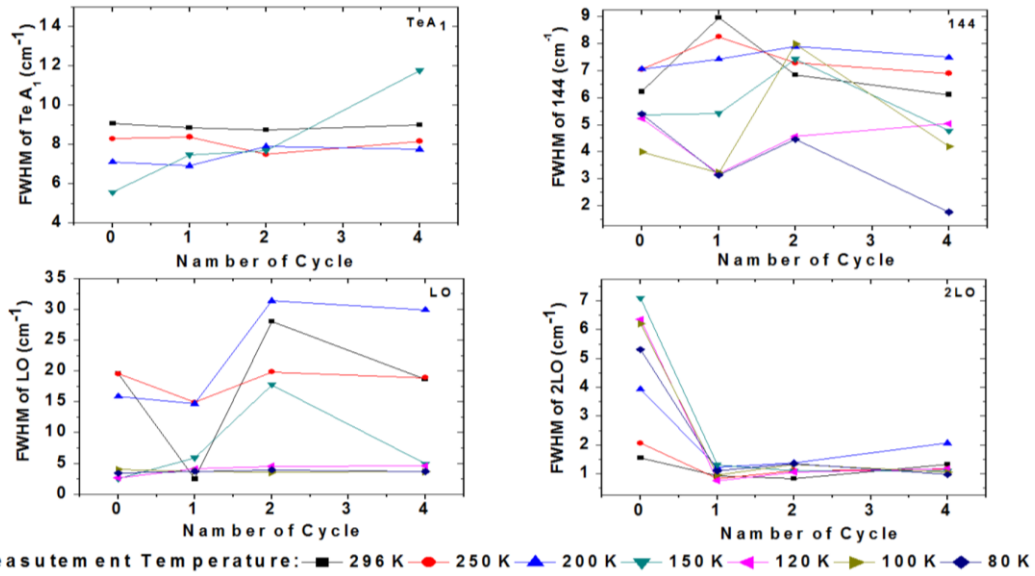 TeA1
FWHM of Te A1 (cm-1)
14
12
10
8
6
4
0 1 2 3 4
Namber of Cycle
144
FWHM of 144 (cm-1)
9
8
7
6
5
4
3
2
0 1 2 3 4
Namber of Cycle
LO
FWHM of LO (cm-1)
35
30
25
20
15
10
5
0
0 1 2 3 4
Namber of Cycle
2LO
FWHM of 2LO (cm-1)
7
6
5
4
3
2
1
0 1 2 3 4
Namber of Cycle
easutement Temperature: 296 K 250 K 200 K 150 K 120 K 100 K 80 K